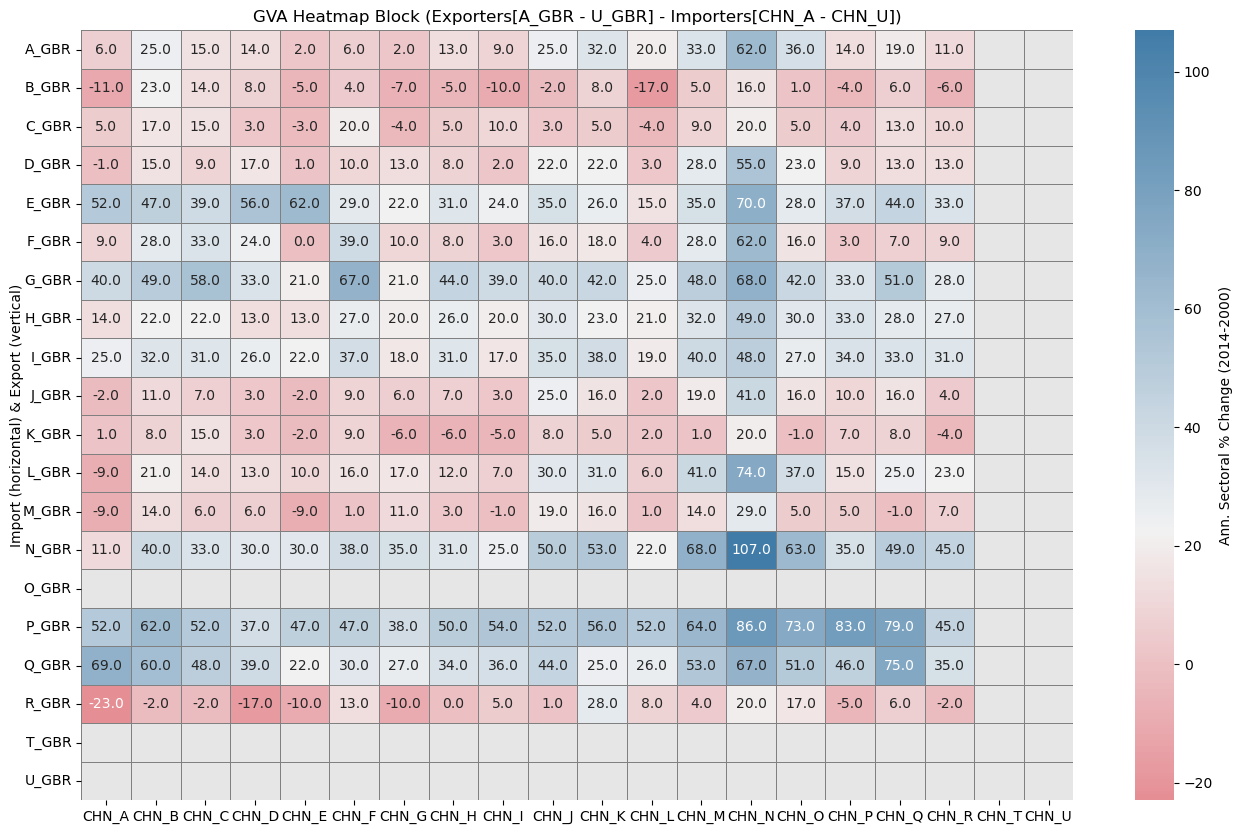 GVA Heatmap Block (Exporters[A_GBR - U_GBR] - Importers[CHN_A - CHN_U])
A_GBR 6.0 25.0 15.0 14.0 2.0 6.0 2.0 13.0 9.0 25.0 32.0 20.0 33.0 62.0 36.0 14.0 19.0 11.0
B_GBR -11.0 23.0 14.0 8.0 -5.0 4.0 -7.0 -5.0 -10.0 -2.0 8.0 -17.0 5.0 16.0 1.0 -4.0 6.0 -6.0
C_GBR 5.0 17.0 15.0 3.0 -3.0 20.0 -4.0 5.0 10.0 3.0 5.0 -4.0 9.0 20.0 5.0 4.0 13.0 10.0
D_GBR -1.0 15.0 9.0 17.0 1.0 10.0 13.0 8.0 2.0 22.0 22.0 3.0 28.0 55.0 23.0 9.0 13.0 13.0
E_GBR 52.0 47.0 39.0 56.0 62.0 29.0 22.0 31.0 24.0 35.0 26.0 15.0 35.0 70.0 28.0 37.0 44.0 33.0
F_GBR 9.0 28.0 33.0 24.0 0.0 39.0 10.0 8.0 3.0 16.0 18.0 4.0 28.0 62.0 16.0 3.0 7.0 9.0
G_GBR 40.0 49.0 58.0 33.0 21.0 67.0 21.0 44.0 39.0 40.0 42.0 25.0 48.0 68.0 42.0 33.0 51.0 28.0
H_GBR 14.0 22.0 22.0 13.0 13.0 27.0 20.0 26.0 20.0 30.0 23.0 21.0 32.0 49.0 30.0 33.0 28.0 27.0
I_GBR 25.0 32.0 31.0 26.0 22.0 37.0 18.0 31.0 17.0 35.0 38.0 19.0 40.0 48.0 27.0 34.0 33.0 31.0
J_GBR -2.0 11.0 7.0 3.0 -2.0 9.0 6.0 7.0 3.0 25.0 16.0 2.0 19.0 41.0 16.0 10.0 16.0 4.0
K_GBR 1.0 8.0 15.0 3.0 -2.0 9.0 -6.0 -6.0 -5.0 8.0 5.0 2.0 1.0 20.0 -1.0 7.0 8.0 -4.0
L_GBR -9.0 21.0 14.0 13.0 10.0 16.0 17.0 12.0 7.0 30.0 31.0 6.0 41.0 74.0 37.0 15.0 25.0 23.0
M_GBR -9.0 14.0 6.0 6.0 -9.0 1.0 11.0 3.0 -1.0 19.0 16.0 1.0 14.0 29.0 5.0 5.0 -1.0 7.0
N_GBR 11.0 40.0 33.0 30.0 30.0 38.0 35.0 31.0 25.0 50.0 53.0 22.0 68.0 107.0 63.0 35.0 49.0 45.0
O_GBR
P_GBR 52.0 62.0 52.0 37.0 47.0 47.0 38.0 50.0 54.0 52.0 56.0 52.0 64.0 86.0 73.0 83.0 79.0 45.0
Q_GBR 69.0 60.0 48.0 39.0 22.0 30.0 27.0 34.0 36.0 44.0 25.0 26.0 53.0 67.0 51.0 46.0 75.0 35.0
R_GBR -23.0 -2.0 -2.0 -17.0 -10.0 13.0 -10.0 0.0 5.0 1.0 28.0 8.0 4.0 20.0 17.0 -5.0 6.0 -2.0
T_GBR
U_GBR
CHN_A CHN_B CHN_C CHN_D CHN_E CHN_F CHN_G CHN_H CHN_I CHN_J CHN_K CHN_L CHN_M CHN_N CHN_O CHN_P CHN_Q CHN_R CHN_T CHN_U
Import (horizontal) & Export (vertical)
100
80
60
40
20
0
−20
Ann. Sectoral % Change (2014-2000)